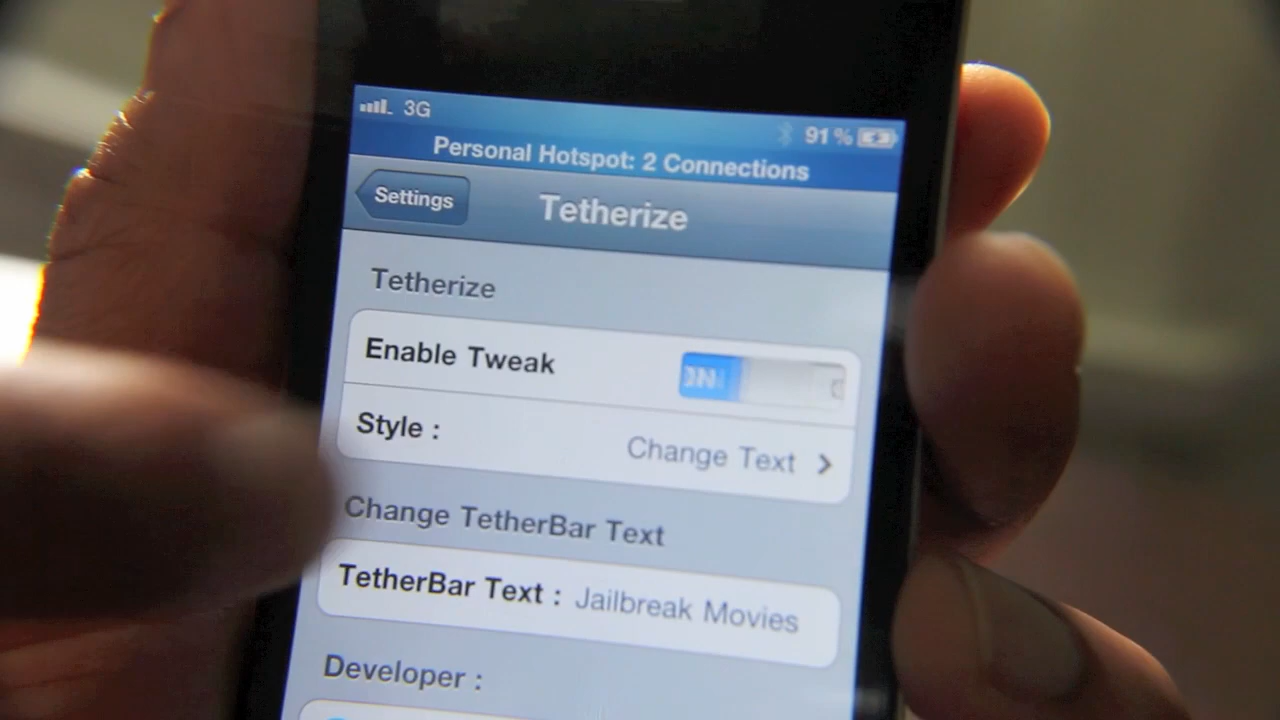 3G
91 %
Personal Hotspot: 2 Connections
Settings
Tetherize
Tetherize
Enable Tweak
Style :
Change Text
Change TetherBar Text
TetherBar Text : Jailbreak Movies
Developer :